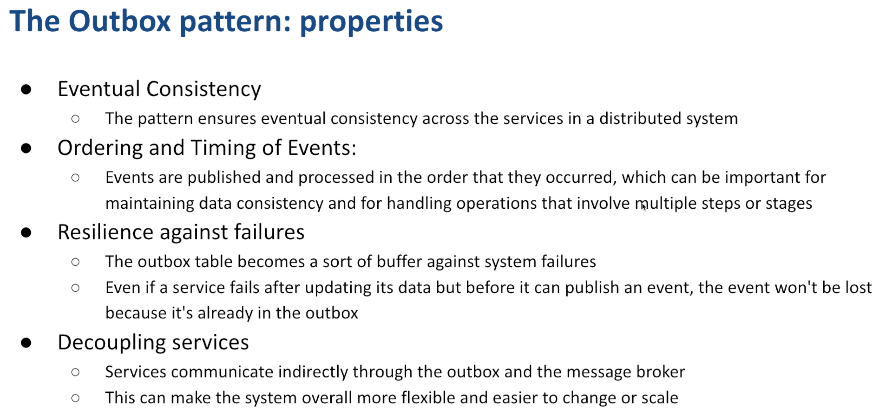 The Outbox pattern: properties
● Eventual Consistency
○ The pattern ensures eventual consistency across the services in a distributed system
● Ordering and Timing of Events:
○ Events are published and processed in the order that they occurred, which can be important for
maintaining data consistency and for handling operations that involve multiple steps or stages
● Resilience against failures
○ The outbox table becomes a sort of buffer against system failures
○ Even if a service fails after updating its data but before it can publish an event, the event won't be lost
because it's already in the outbox
● Decoupling services
○ Services communicate indirectly through the outbox and the message broker
○ This can make the system overall more flexible and easier to change or scale